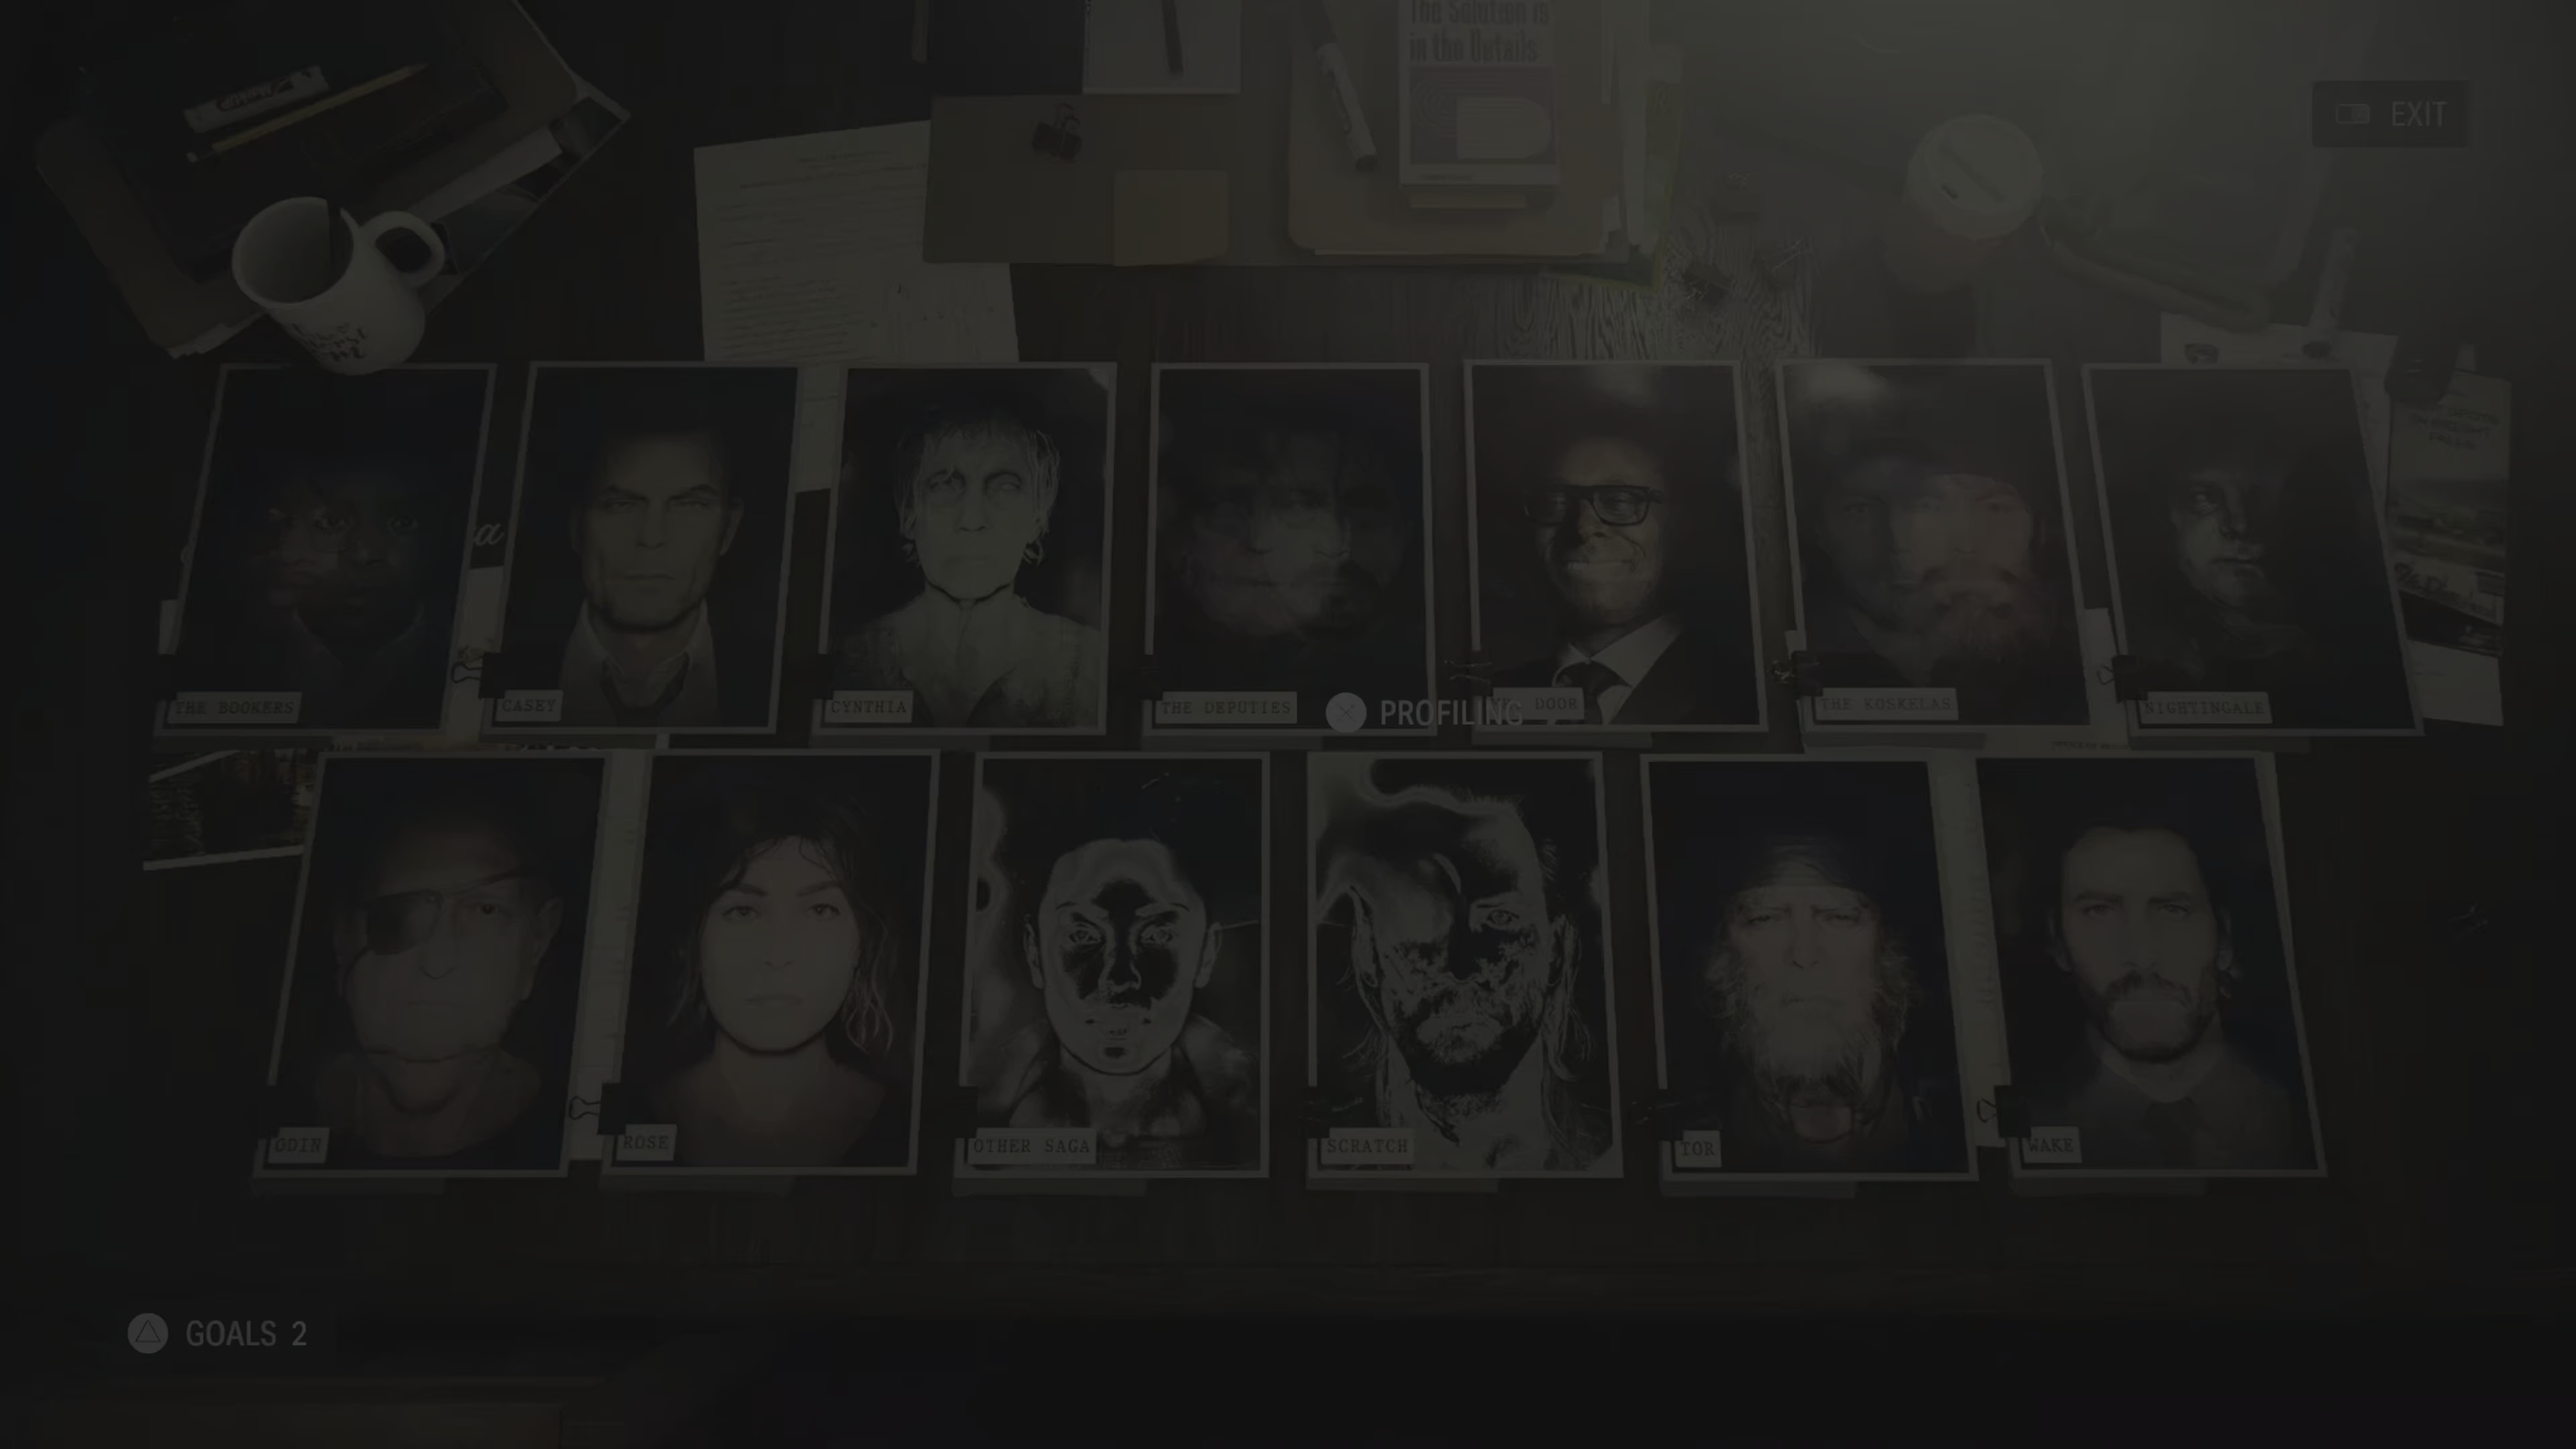 The Solution is
in the Details
EXIT
THE BOOKERS
CASEY
CYNTHIA
THE DEPUTIES
PROFILING
DOOR
THE KOSKELAS
NIGHTINGALE
ODIN
ROSE
OTHER SAGA
SCRATCH
TOR
WAKE
GOALS 2